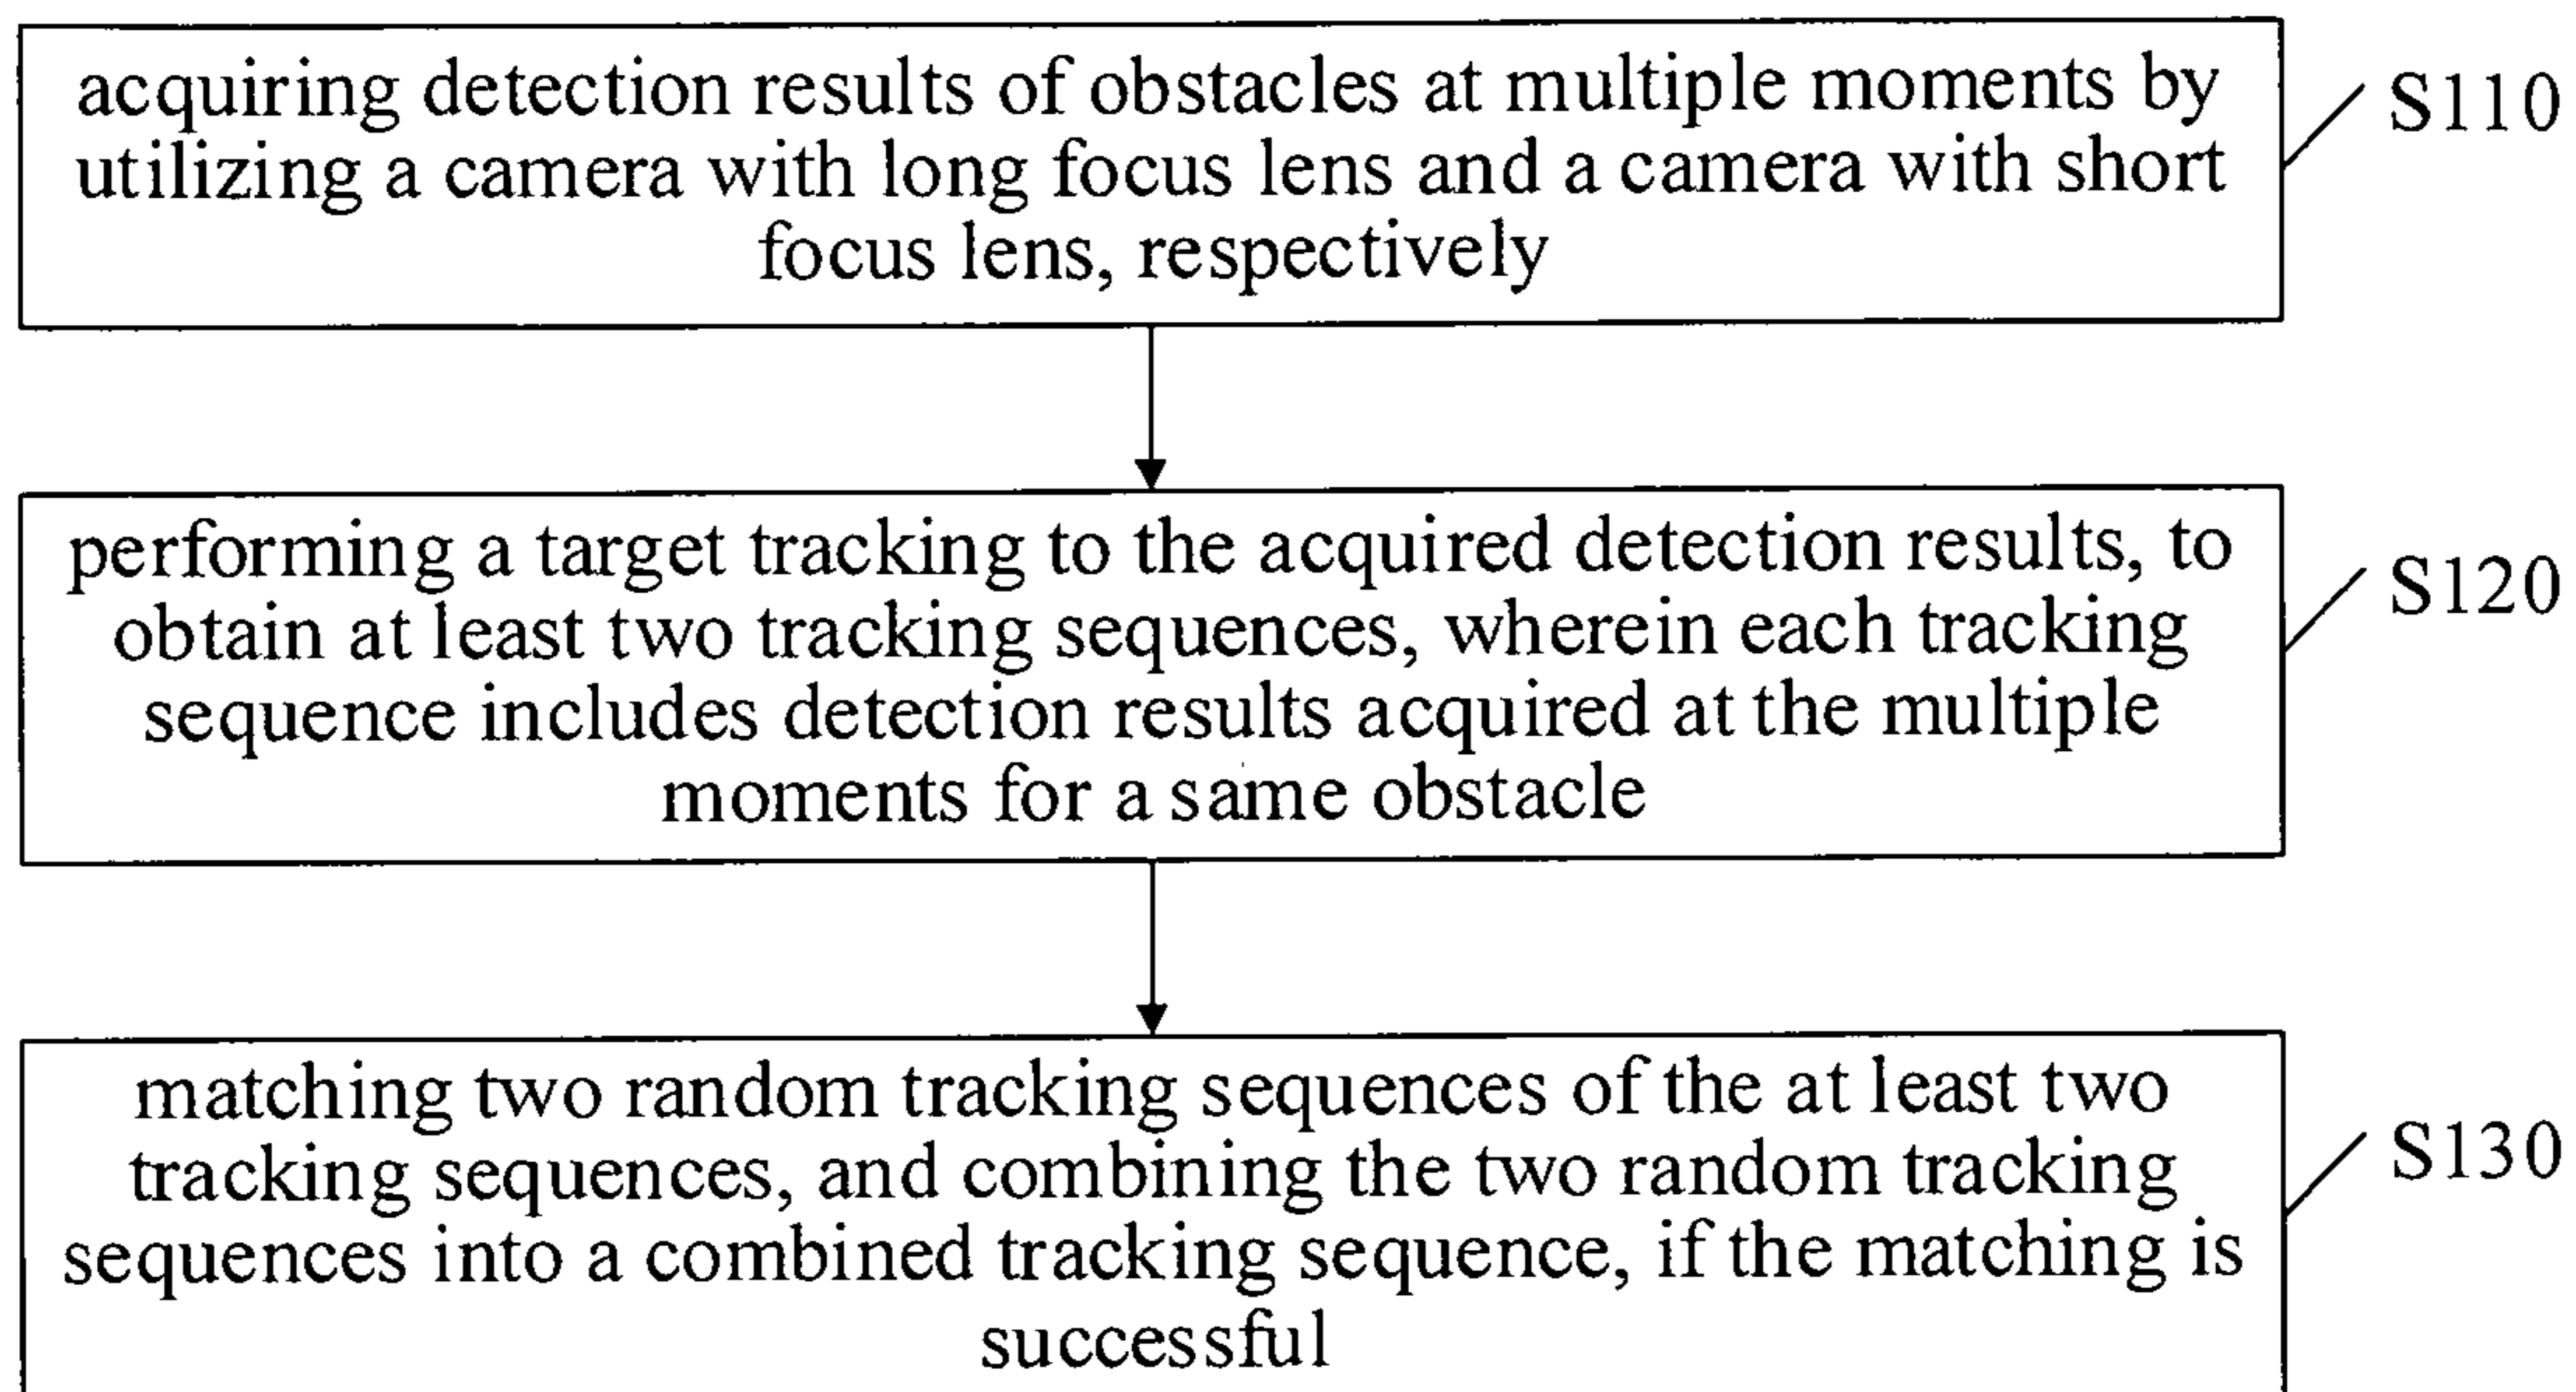 acquiring detection results of obstacles at multiple moments by
utilizing a camera with long focus lens and a camera with short
focus lens, respectively
S110
performing a target tracking to the acquired detection results, to
obtain at least two tracking sequences, wherein each tracking
sequence includes detection results acquired at the multiple
moments for a same obstacle
S120
matching two random tracking sequences of the at least two
tracking sequences, and combining the two random tracking
sequences into a combined tracking sequence, if the matching is
successful
S130